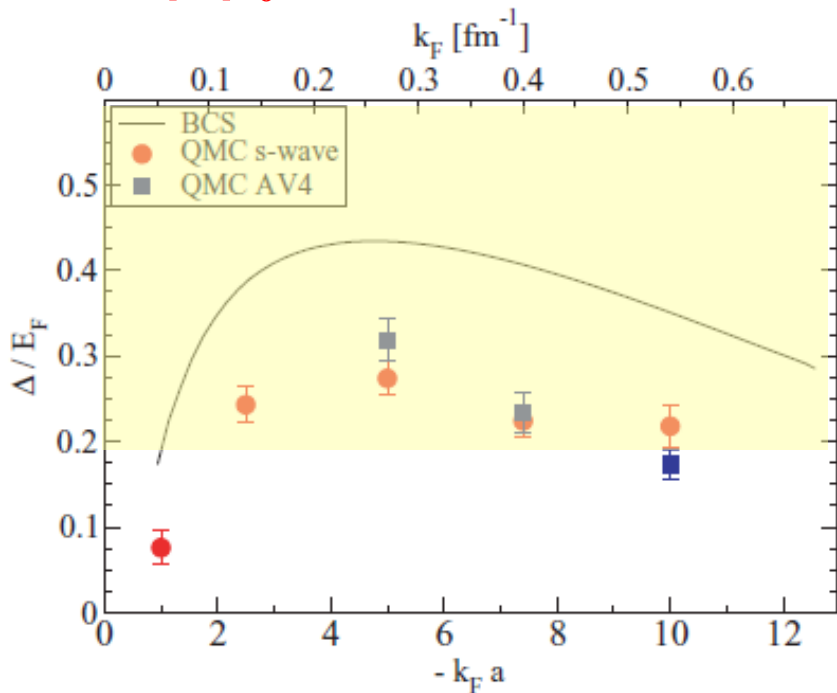 k_F [fm^-1]
0 0.1 0.2 0.3 0.4 0.5 0.6
BCS
QMC s-wave
QMC AV4
0.5
0.4
0.3
0.2
0.1
0
Δ / E_F
0 2 4 6 8 10 12
- k_F a